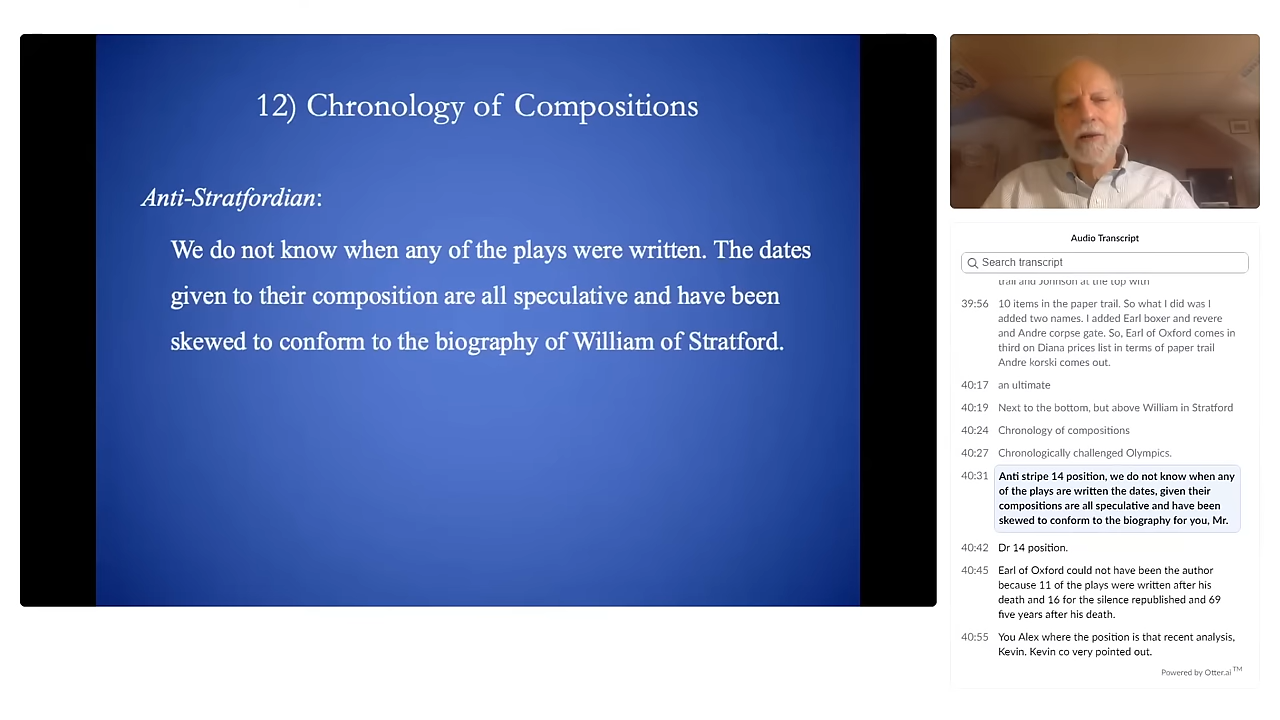 12) Chronology of Compositions
Anti-Stratfordian:
We do not know when any of the plays were written. The dates
given to their composition are all speculative and have been
skewed to conform to the biography of William of Stratford.
Audio Transcript
Search transcript
trail and Johnson at the top with
39:56 10 items in the paper trail. So what I did was I
added two names. I added Earl boxer and revere
and Andre corpse gate. So, Earl of Oxford comes in
third on Diana prices list in terms of paper trail
Andre korski comes out.
40:17 an ultimate
40:19 Next to the bottom, but above William in Stratford
40:24 Chronology of compositions
40:27 Chronologically challenged Olympics.
40:31 Anti stripe 14 position, we do not know when any
of the plays are written the dates, given their
compositions are all speculative and have been
skewed to conform to the biography for you, Mr.
40:42 Dr 14 position.
40:45 Earl of Oxford could not have been the author
because 11 of the plays were written after his
death and 16 for the silence republished and 69
five years after his death.
40:55 You Alex where the position is that recent analysis,
Kevin. Kevin co very pointed out.
Powered by Otter.ai TM